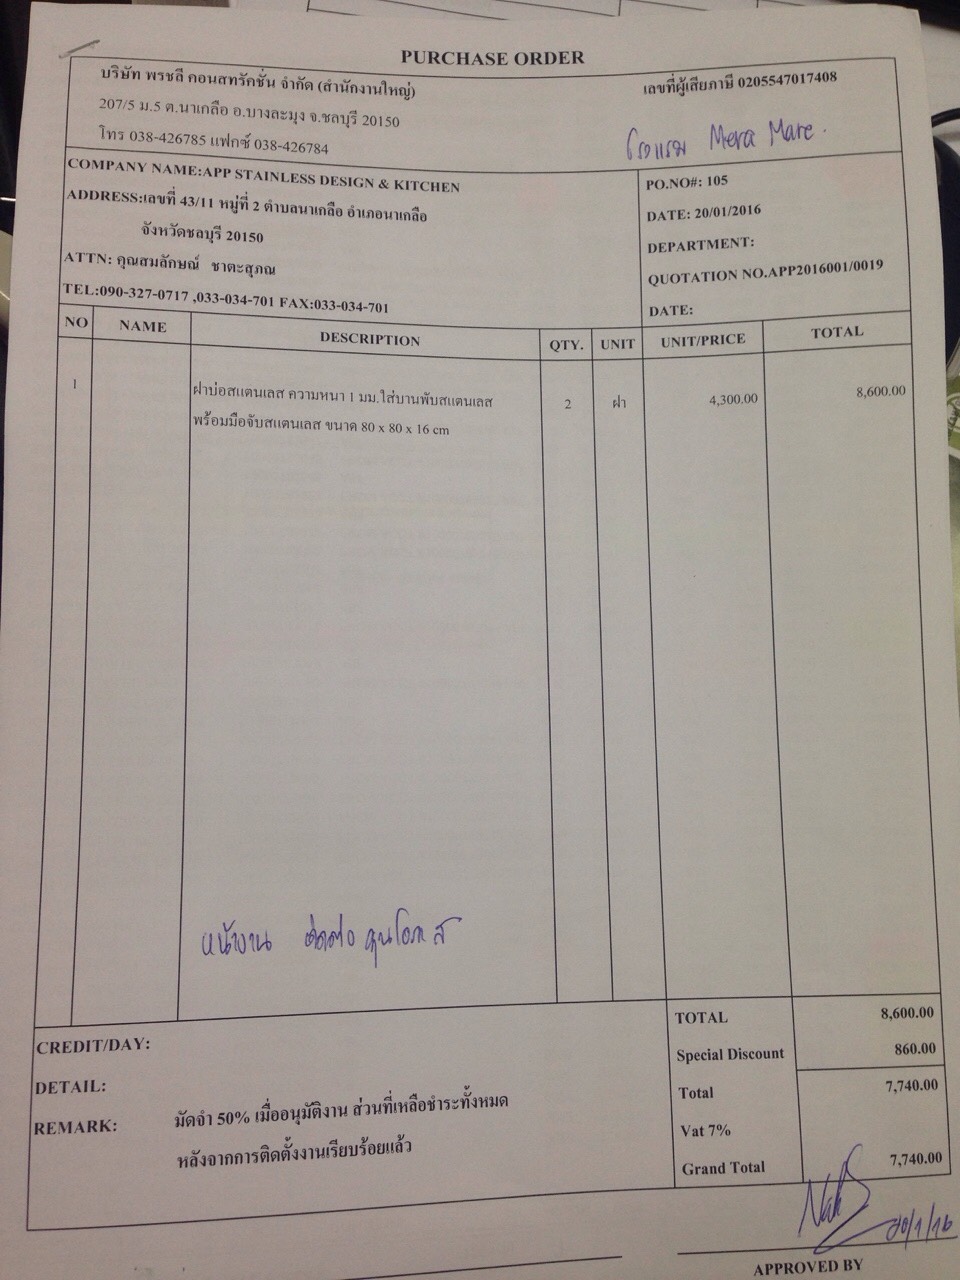 PURCHASE ORDER
บริษัท พรชลี คอนสทรัคชั่น จำกัด (สำนักงานใหญ่)
เลขที่ผู้เสียภาษี 0205547017408
207/5 ม.5 ต.นาเกลือ อ.บางละมุง จ.ชลบุรี 20150
โทร 038-426785 แฟกซ์ 038-426784
โรงแรม Mera Mare.
COMPANY NAME:APP STAINLESS DESIGN & KITCHEN
ADDRESS:เลขที่ 43/11 หมู่ที่ 2 ตำบลนาเกลือ อำเภอนาเกลือ
จังหวัดชลบุรี 20150
ATTN: คุณสมลักษณ์ ชาตะสุภณ
TEL:090-327-0717 ,033-034-701 FAX:033-034-701
PO.NO#: 105
DATE: 20/01/2016
DEPARTMENT:
QUOTATION NO.APP2016001/0019
DATE:
NO NAME DESCRIPTION QTY. UNIT UNIT/PRICE TOTAL
1 ฝาบ่อสแตนเลส ความหนา 1 มม.ใส่บานพับสแตนเลส 2 ฝา 4,300.00 8,600.00
พร้อมมือจับสแตนเลส ขนาด 80 x 80 x 16 cm
หน้างาน ติดต่อ คุณโอภาส
TOTAL 8,600.00
Special Discount 860.00
Total 7,740.00
Vat 7%
Grand Total 7,740.00
CREDIT/DAY:
DETAIL:
REMARK: มัดจำ 50% เมื่ออนุมัติงาน ส่วนที่เหลือชำระทั้งหมด
หลังจากการติดตั้งงานเรียบร้อยแล้ว
20/1/16
APPROVED BY